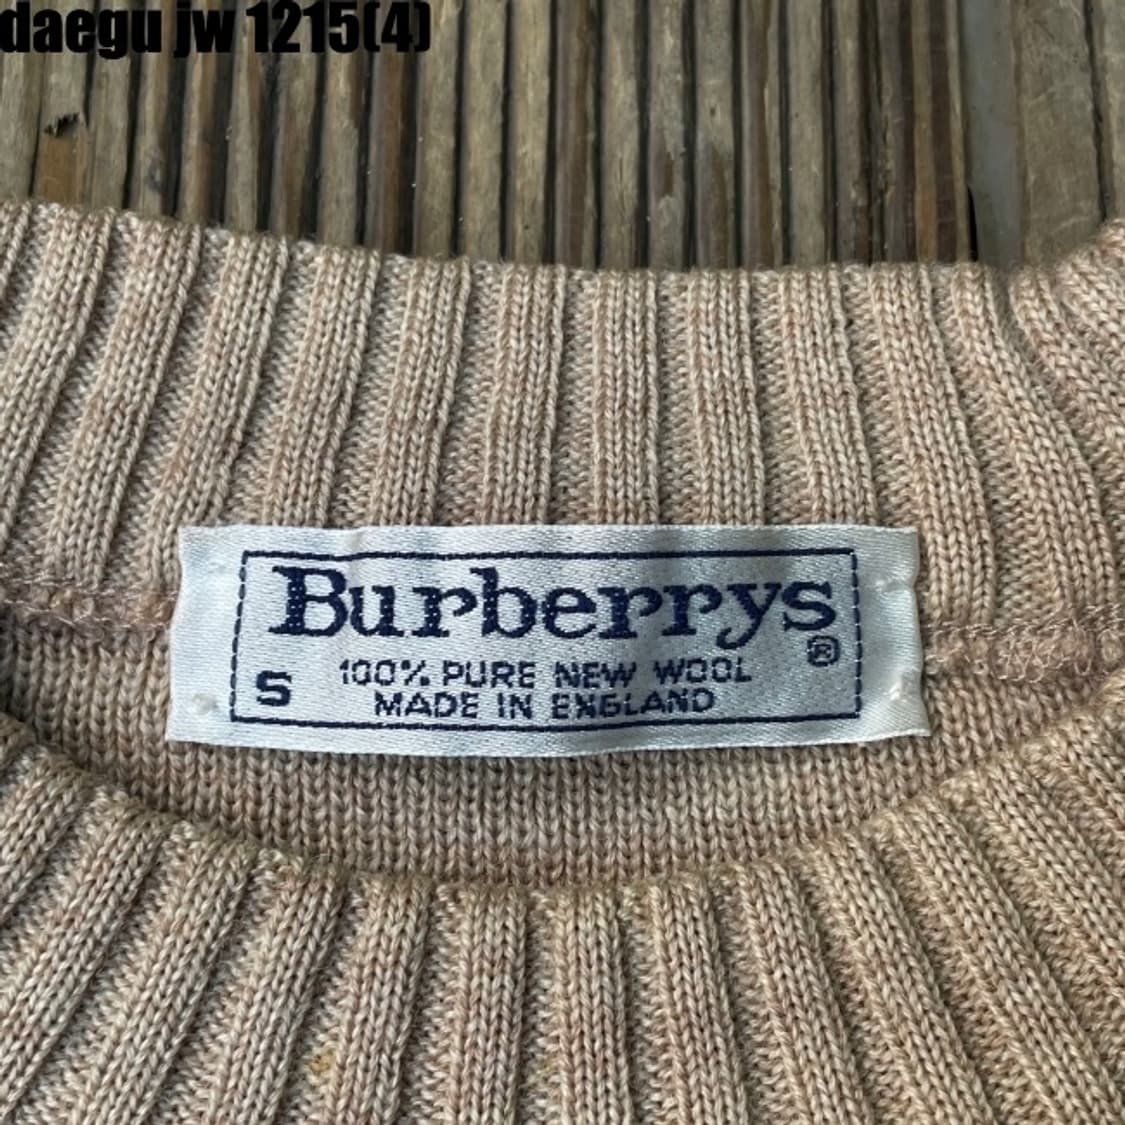 daegu jw 1215(4)
Burberrys
®
S 100% PURE NEW WOOL
MADE IN ENGLAND